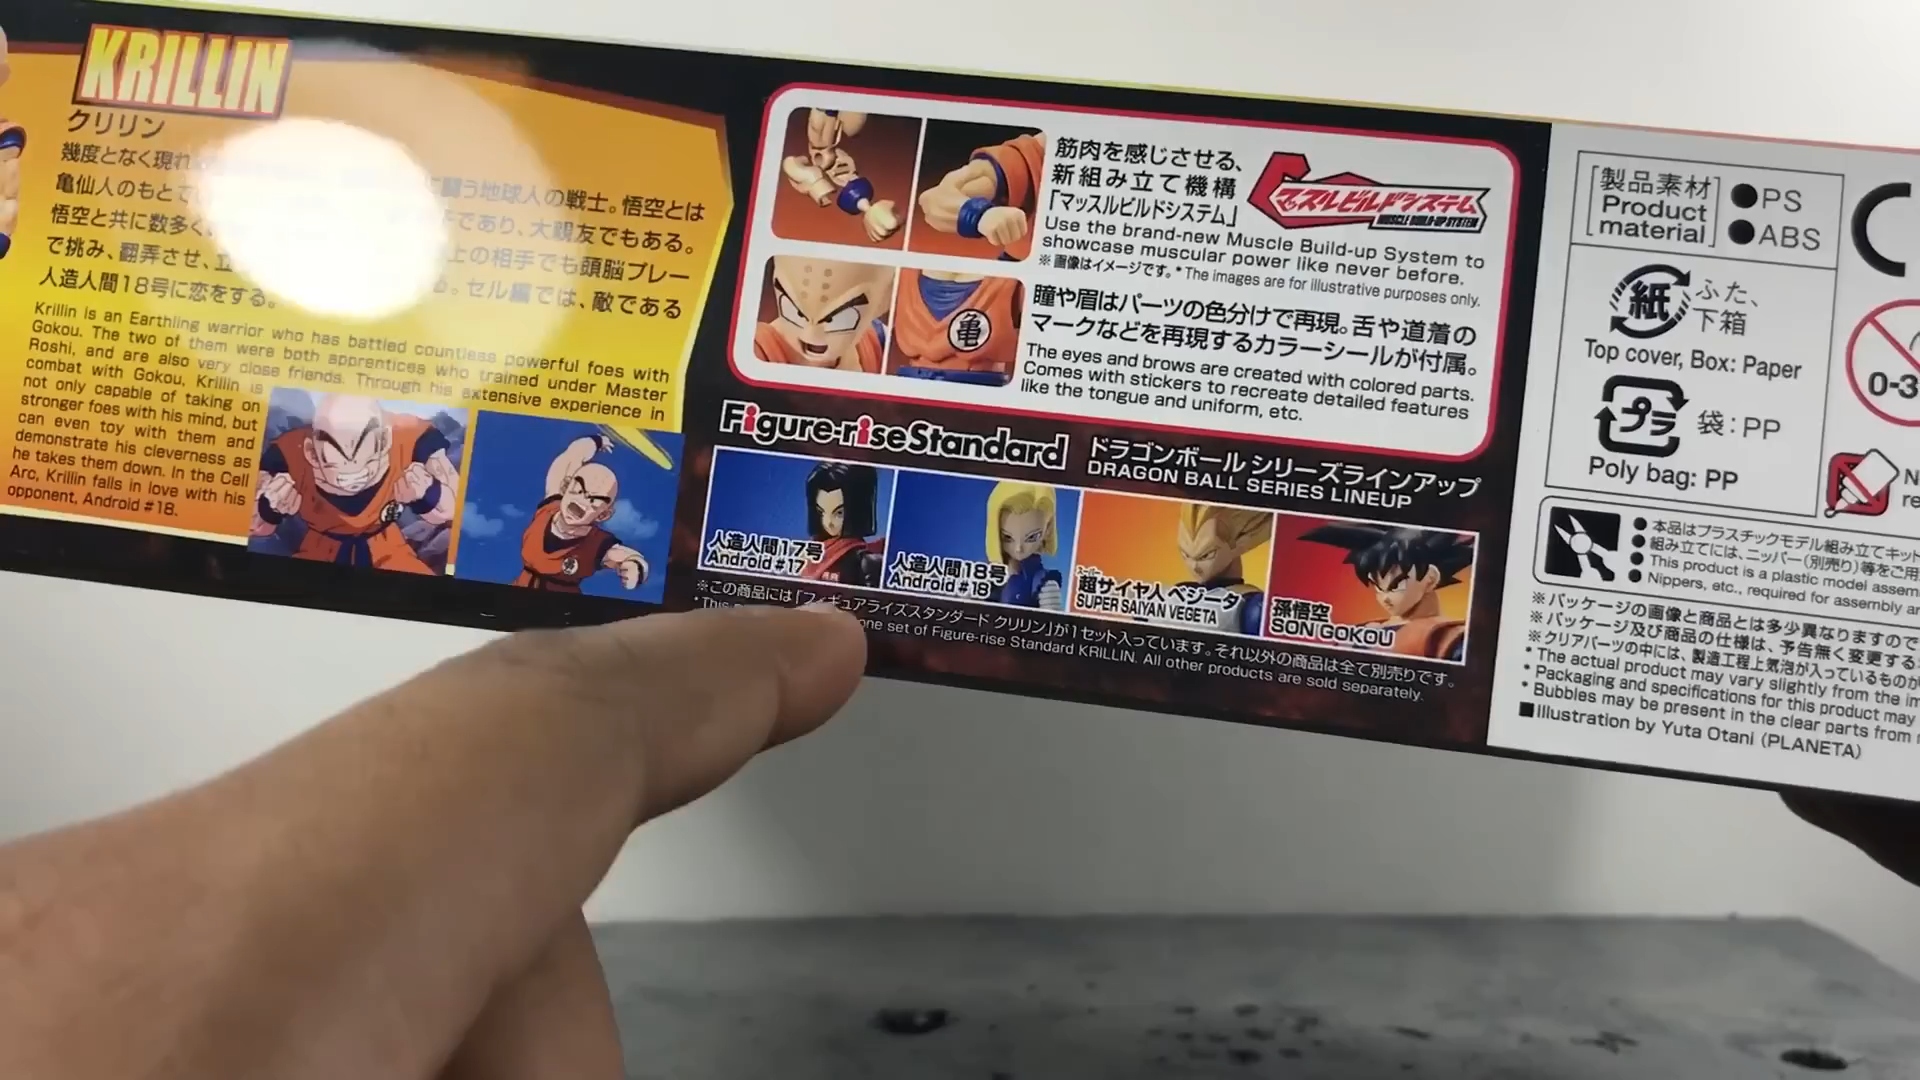 KRILLIN
クリリン
幾度となく現れ
亀仙人のもとで
闘う地球人の戦士。悟空とは
悟空と共に数多く
であり、大親友でもある。
で挑み、翻弄させ、
上の相手でも頭脳プレー
人造人間18号に恋をする。
セル編では、敵である
Krillin is an Earthling warrior who has battled countless powerful foes with
Gokou. The two of them were both apprentices who trained under Master
Roshi, and are also very close friends. Through his extensive experience in
combat with Gokou, Krillin is
not only capable of taking on
stronger foes with his mind, but
can even toy with them and
demonstrate his cleverness as
he takes them down. In the Cell
Arc, Krillin falls in love with his
opponent, Android #18.
筋肉を感じさせる、
新組み立て機構
「マッスルビルドシステム」
マッスルビルドシステム
MUSCLE BUILD-UP SYSTEM
Use the brand-new Muscle Build-up System to
showcase muscular power like never before.
※画像はイメージです。*The images are for illustrative purposes only.
瞳や眉はパーツの色分けで再現。舌や道着の
マークなどを再現するカラーシールが付属。
The eyes and brows are created with colored parts.
Comes with stickers to recreate detailed features
like the tongue and uniform, etc.
亀
Figure-riseStandard
ドラゴンボール シリーズラインアップ
DRAGON BALL SERIES LINEUP
人造人間17号
Android #17
人造人間18号
Android #18
スーパー
超サイヤ人 ベジータ
SUPER SAIYAN VEGETA
孫悟空
SON GOKOU
※この商品には「フィギュアライズスタンダード クリリン」が1セット入っています。それ以外の商品は全て別売りです。
*This
one set of Figure-rise Standard KRILLIN. All other products are sold separately.
[製品素材
Product
material]
●PS
●ABS
紙
ふた、
下箱
Top cover, Box: Paper
プラ
袋:PP
Poly bag: PP
0-3
●本品はプラスチックモデル組み立てキット
●組み立てには、ニッパー(別売り)等をご用
●This product is a plastic model
●Nippers, etc., required for assembly
※パッケージの画像と商品とは多少異なりますので
※パッケージ及び商品の仕様は、予告無く変更する
※クリアパーツの中には、製造工程上気泡が入っているものが
*The actual product may vary slightly from the
*Packaging and specifications for this product may
*Bubbles may be present in the clear parts from
■Illustration by Yuta Otani (PLANETA)